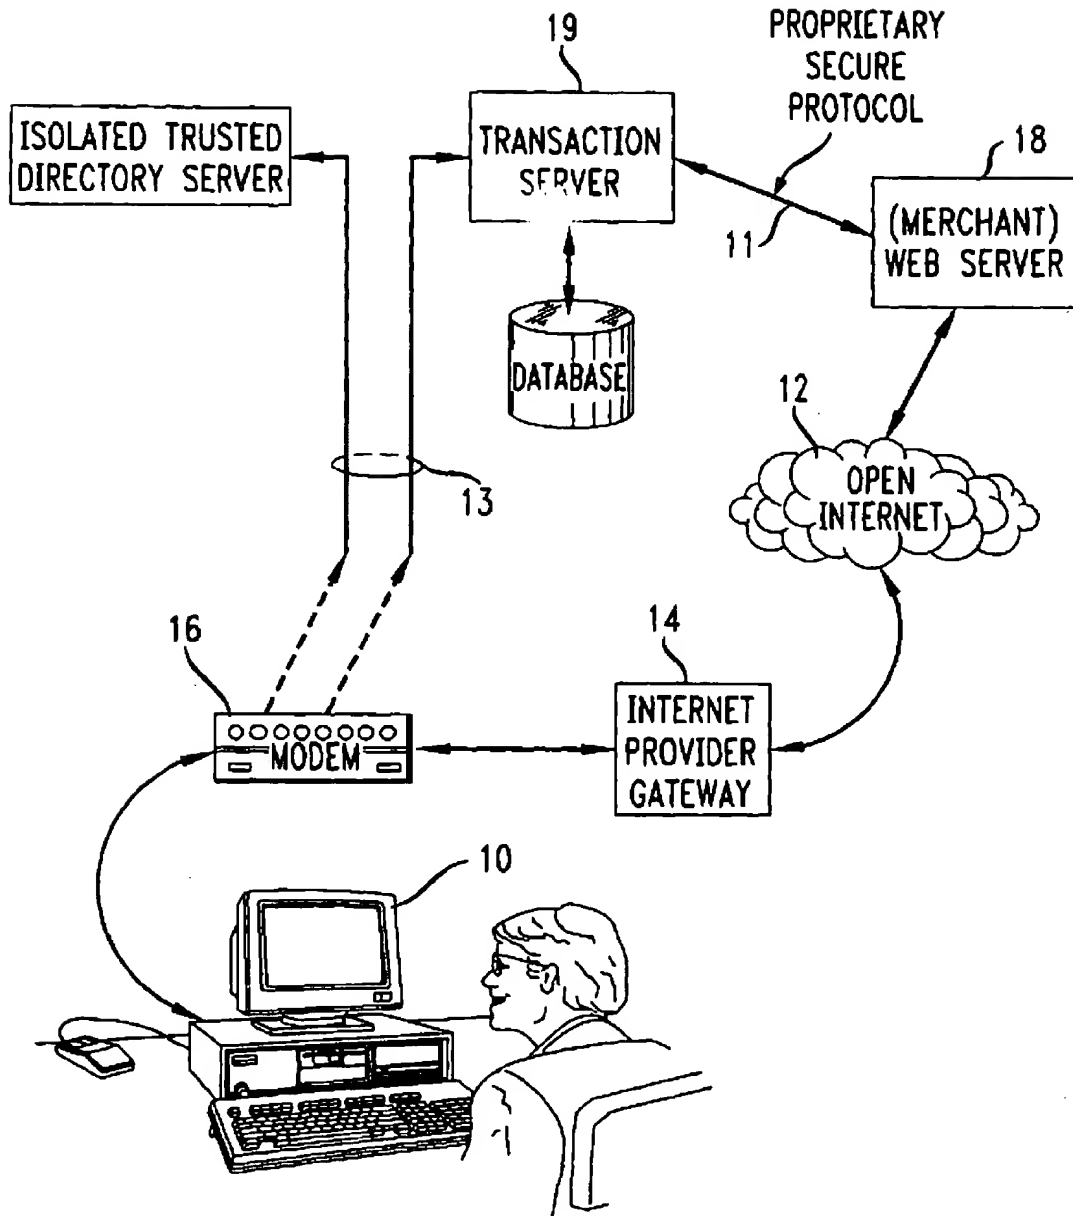 19
PROPRIETARY
SECURE
PROTOCOL
ISOLATED TRUSTED
DIRECTORY SERVER
TRANSACTION
SERVER
18
11
(MERCHANT)
WEB SERVER
DATABASE
12
OPEN
INTERNET
13
16
14
MODEM
INTERNET
PROVIDER
GATEWAY
10